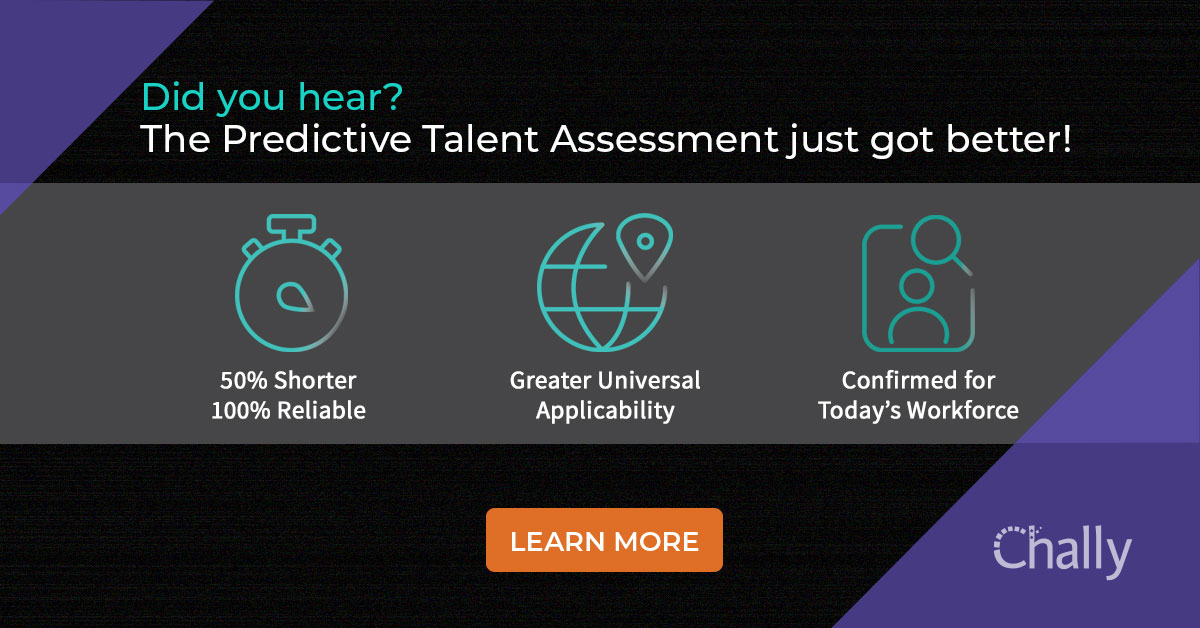 Did you hear?
The Predictive Talent Assessment just got better!
50% Shorter
100% Reliable
Greater Universal
Applicability
Confirmed for
Today’s Workforce
LEARN MORE
Chally